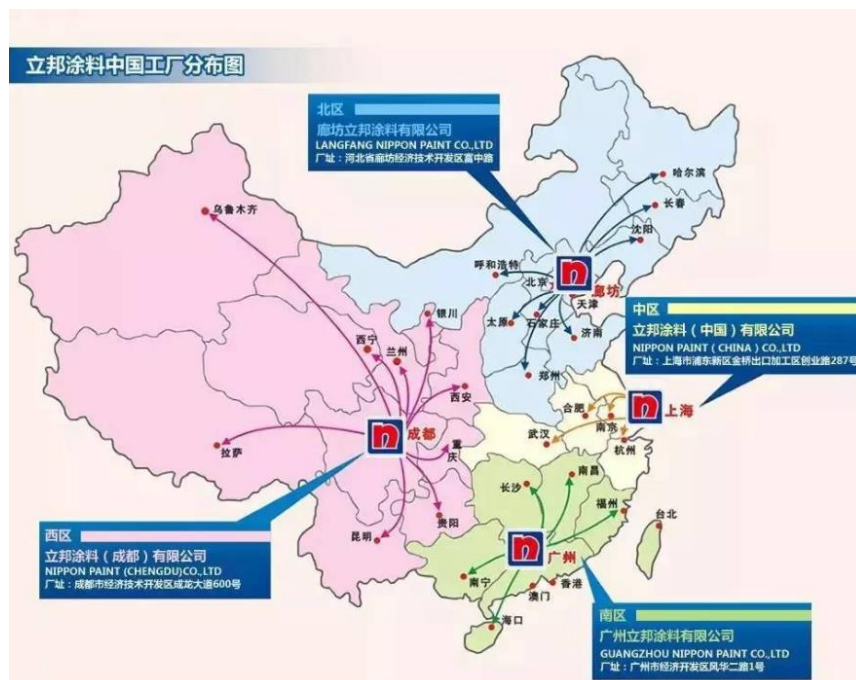 立邦涂料中国工厂分布图
北区
廊坊立邦涂料有限公司
LANGFANG NIPPON PAINT CO.,LTD
厂址：河北省廊坊经济技术开发区富中路
哈尔滨
长春
乌鲁木齐
沈阳
呼和浩特
北京
n
廊坊
天津
银川
太原
石家庄
济南
西宁
兰州
郑州
西安
中区
立邦涂料（中国）有限公司
NIPPON PAINT（CHINA）CO.,LTD
厂址：上海市浦东新区金桥出口加工区创业路287号
合肥
南京
n
上海
武汉
杭州
n
成都
重庆
拉萨
长沙
南昌
贵阳
福州
昆明
台北
西区
立邦涂料（成都）有限公司
NIPPON PAINT (CHENGDU)CO.,LTD
厂址：成都市经济技术开发区成龙大道600号
n
广州
南宁
香港
澳门
海口
南区
广州立邦涂料有限公司
GUANGZHOU NIPPON PAINT CO.,LTD
厂址：广州市经济开发区风华二路1号